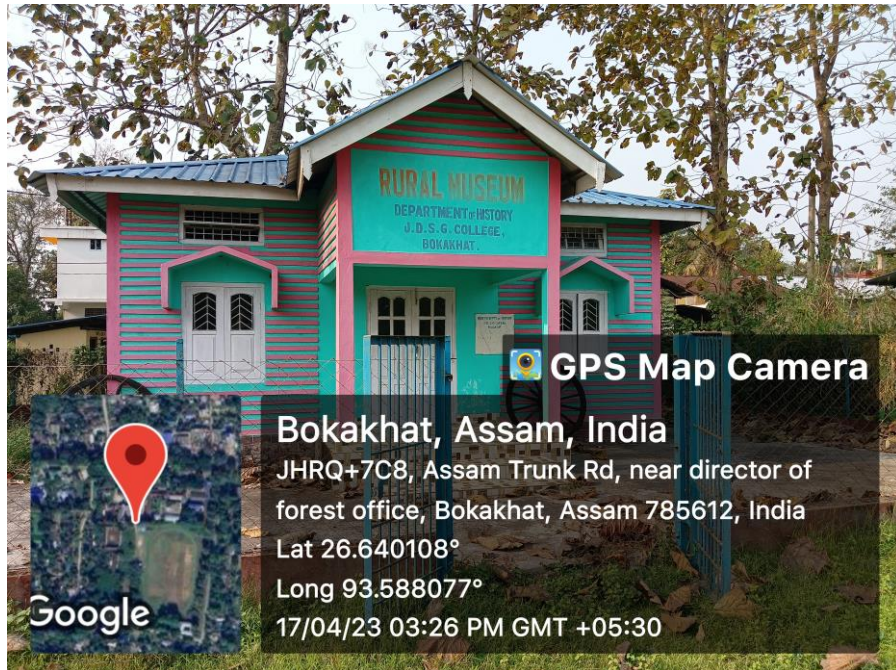 RURAL MUSEUM
DEPARTMENT of HISTORY
J.D.S.G. COLLEGE,
BOKAKHAT.
GPS Map Camera
Bokakhat, Assam, India
JHRQ+7C8, Assam Trunk Rd, near director of
forest office, Bokakhat, Assam 785612, India
Lat 26.640108°
Long 93.588077°
17/04/23 03:26 PM GMT +05:30
Google